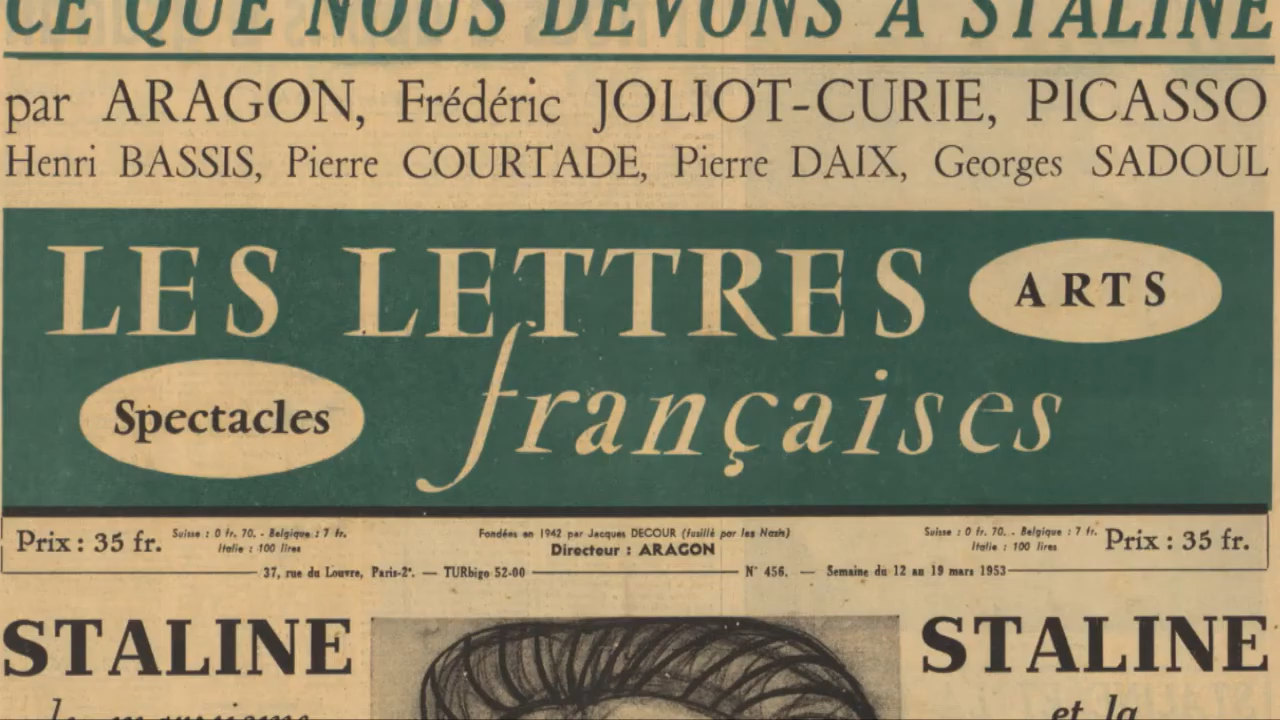 CE QUE NOUS DEVONS A STALINE
par ARAGON, Frédéric JOLIOT-CURIE, PICASSO
Henri BASSIS, Pierre COURTADE, Pierre DAIX, Georges SADOUL
LES LETTRES
ARTS
Spectacles
françaises
Prix : 35 fr.
Suisse : 0 fr. 70. - Belgique : 7 fr.
Italie : 100 lires
Fondées en 1942 par Jacques DECOUR (fusillé par les Nazis)
Directeur : ARAGON
Suisse : 0 fr. 70. - Belgique : 7 fr.
Italie : 100 lires
Prix : 35 fr.
37, rue du Louvre, Paris-2e. — TURbigo 52-00
N° 456. — Semaine du 12 au 19 mars 1953
STALINE
STALINE
et la